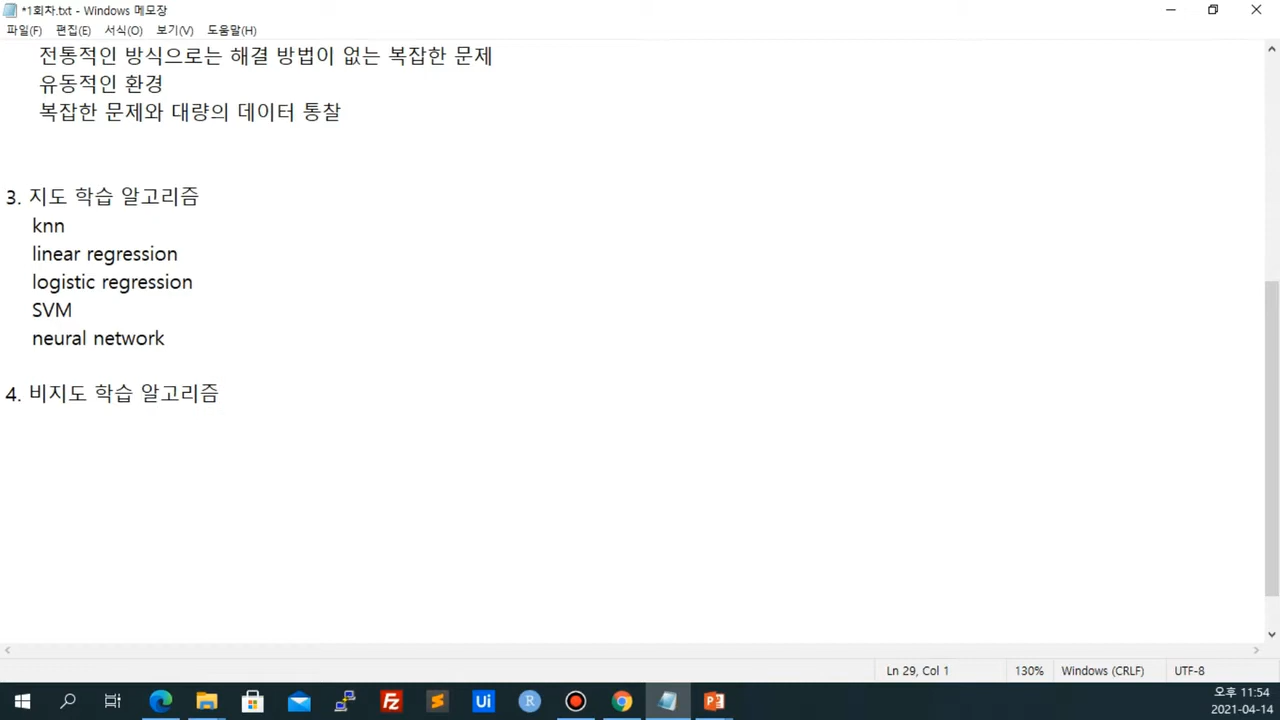 *1회차.txt - Windows 메모장
파일(F) 편집(E) 서식(O) 보기(V) 도움말(H)
전통적인 방식으로는 해결 방법이 없는 복잡한 문제
유동적인 환경
복잡한 문제와 대량의 데이터 통찰
3. 지도 학습 알고리즘
knn
linear regression
logistic regression
SVM
neural network
4. 비지도 학습 알고리즘
Ln 29, Col 1 130% Windows (CRLF) UTF-8
Fz Ui R P
오후 11:54
2021-04-14